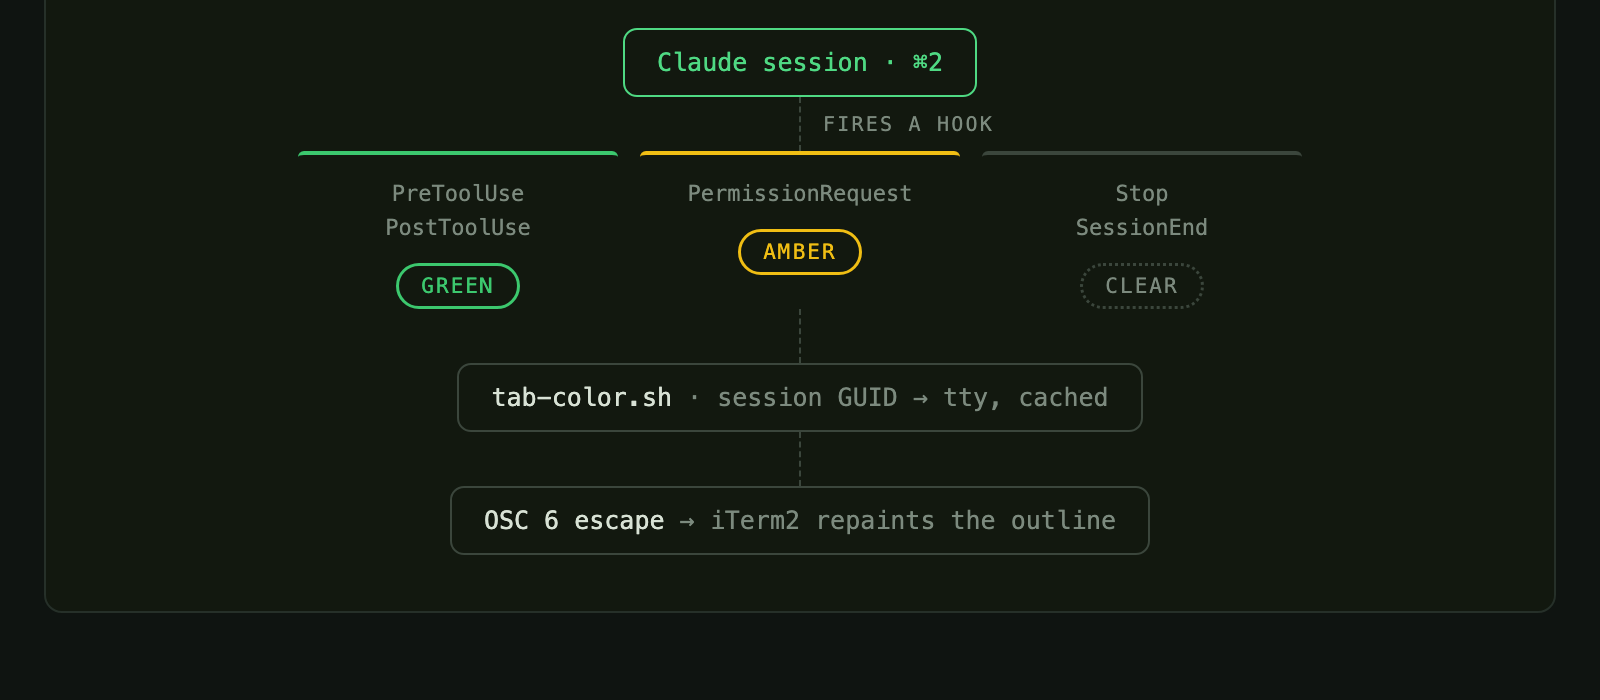 Claude session · ⌘2
FIRES A HOOK
PreToolUse
PostToolUse
GREEN
PermissionRequest
AMBER
Stop
SessionEnd
CLEAR
tab-color.sh · session GUID → tty, cached
OSC 6 escape → iTerm2 repaints the outline